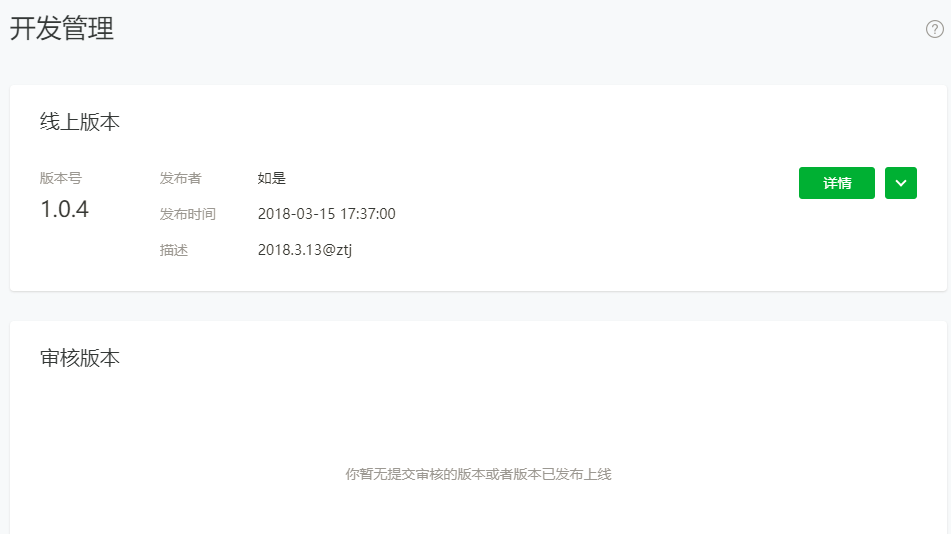 开发管理
线上版本
版本号
1.0.4
发布者 如是
发布时间 2018-03-15 17:37:00
描述 2018.3.13@ztj
详情
审核版本
你暂无提交审核的版本或者版本已发布上线